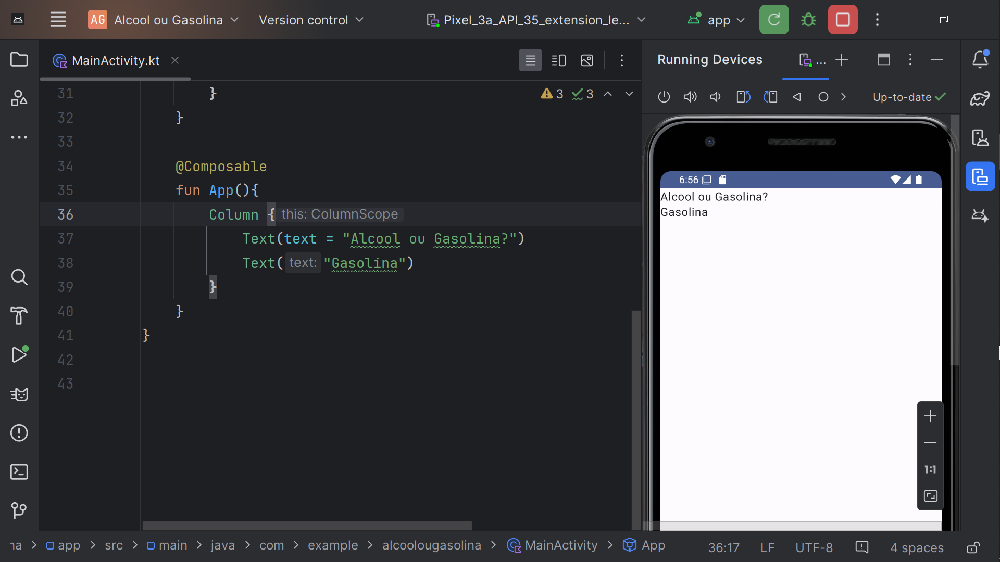 AG Alcool ou Gasolina Version control Pixel_3a_API_35_extension_le... app
MainActivity.kt
Running Devices ...
Up-to-date
3 3
31 }
32 }
33
34 @Composable
35 fun App(){
36 Column { this: ColumnScope
37 Text(text = "Alcool ou Gasolina?")
38 Text( text: "Gasolina")
39 }
40 }
41 }
42
43
6:56
Alcool ou Gasolina?
Gasolina
1:1
na > app > src > main > java > com > example > alcoolougasolina > MainActivity > App 36:17 LF UTF-8 4 spaces